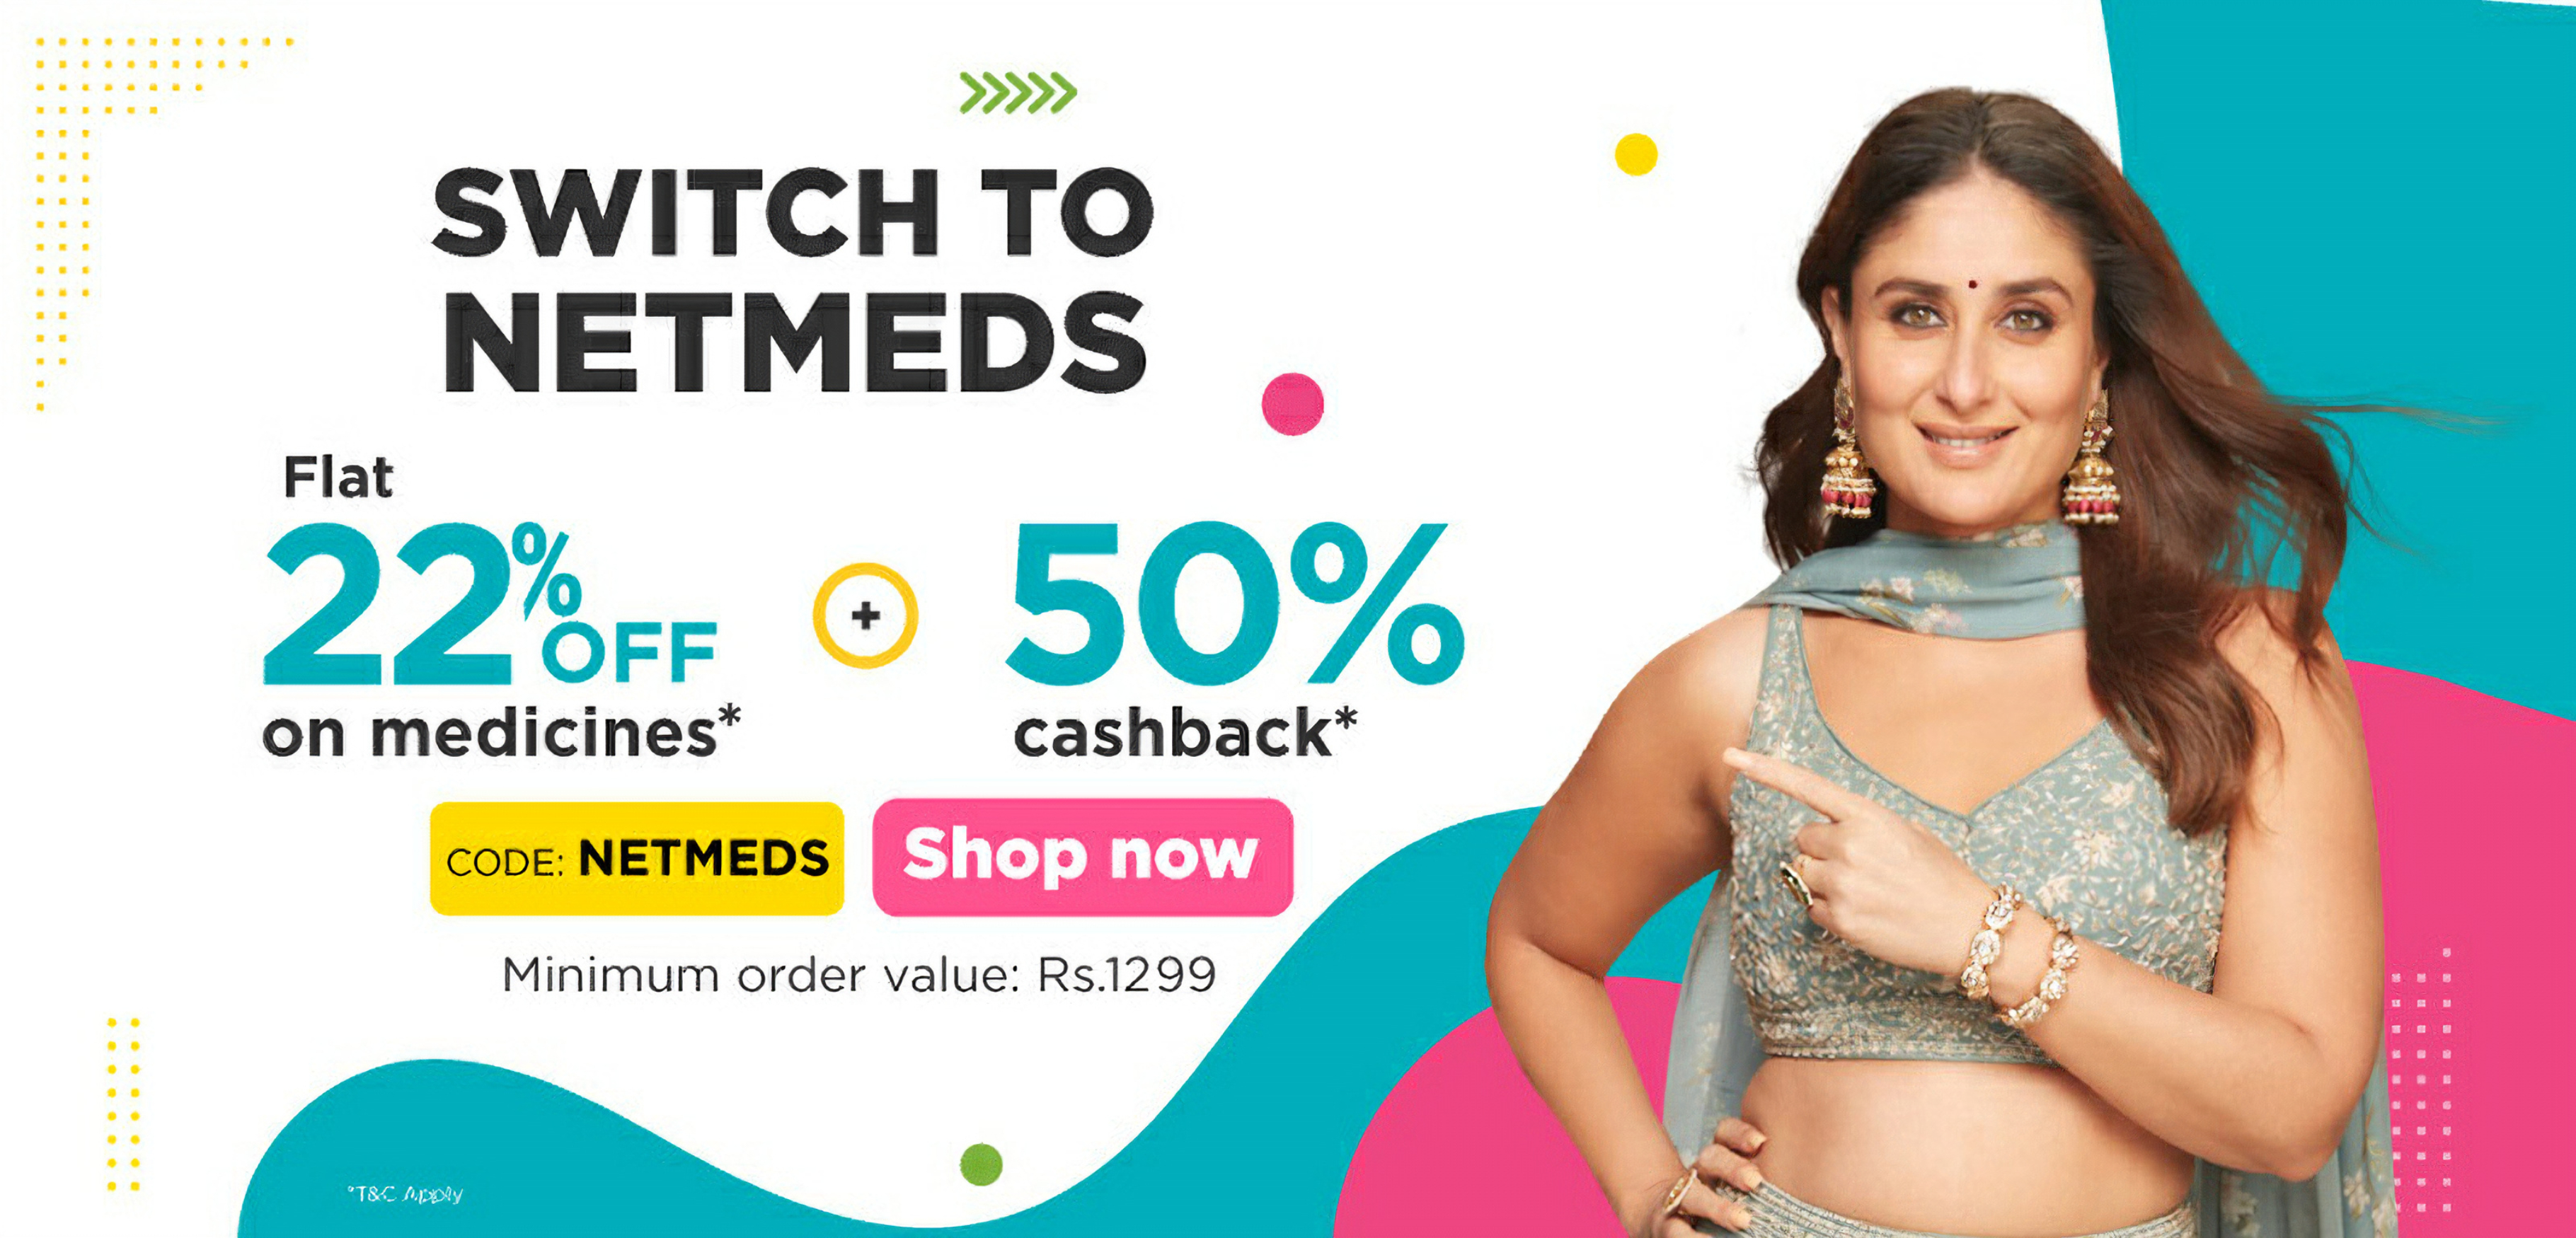 SWITCH TO
NETMEDS
Flat
22% OFF
on medicines*
+
50%
cashback*
CODE: NETMEDS
Shop now
Minimum order value: Rs.1299
*T&C Apply